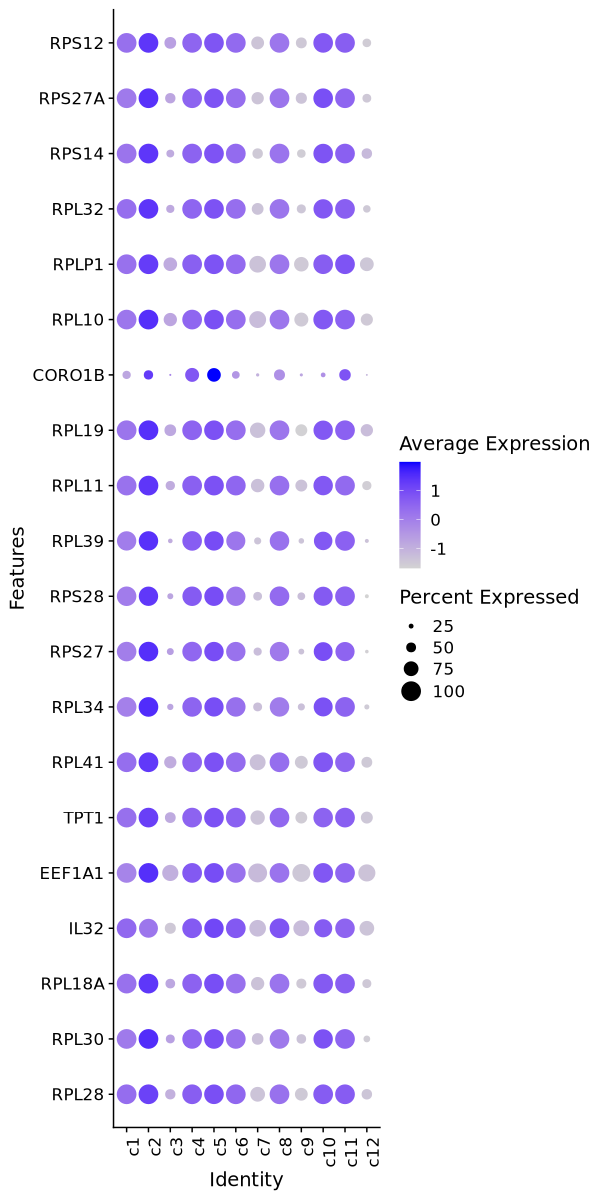 RPS12
RPS27A
RPS14
RPL32
RPLP1
RPL10
CORO1B
RPL19
RPL11
RPL39
RPS28
RPS27
RPL34
RPL41
TPT1
EEF1A1
IL32
RPL18A
RPL30
RPL28
Features
c1 c2 c3 c4 c5 c6 c7 c8 c9 c10 c11 c12
Identity
Average Expression
1
0
-1
Percent Expressed
25
50
75
100